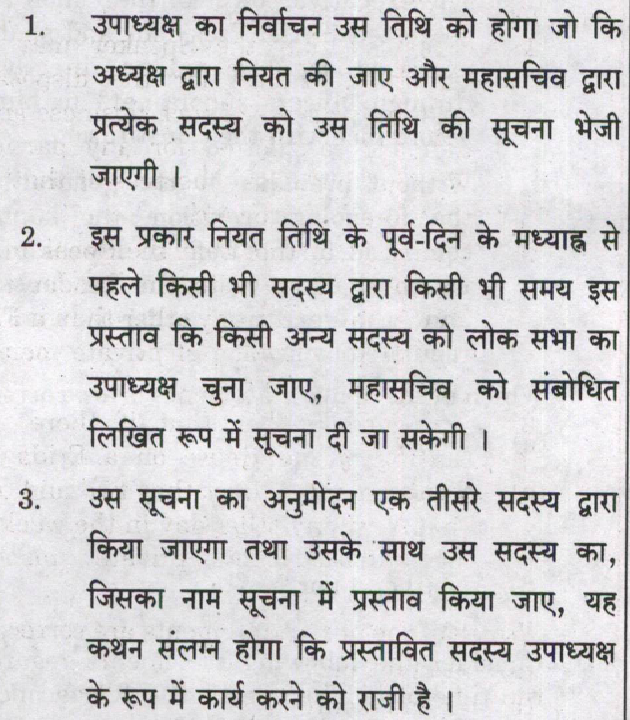 1. उपाध्यक्ष का निर्वाचन उस तिथि को होगा जो कि
अध्यक्ष द्वारा नियत की जाए और महासचिव द्वारा
प्रत्येक सदस्य को उस तिथि की सूचना भेजी
जाएगी ।
2. इस प्रकार नियत तिथि के पूर्व-दिन के मध्याह्न से
पहले किसी भी सदस्य द्वारा किसी भी समय इस
प्रस्ताव कि किसी अन्य सदस्य को लोक सभा का
उपाध्यक्ष चुना जाए, महासचिव को संबोधित
लिखित रूप में सूचना दी जा सकेगी ।
3. उस सूचना का अनुमोदन एक तीसरे सदस्य द्वारा
किया जाएगा तथा उसके साथ उस सदस्य का,
जिसका नाम सूचना में प्रस्ताव किया जाए, यह
कथन संलग्न होगा कि प्रस्तावित सदस्य उपाध्यक्ष
के रूप में कार्य करने को राजी है ।